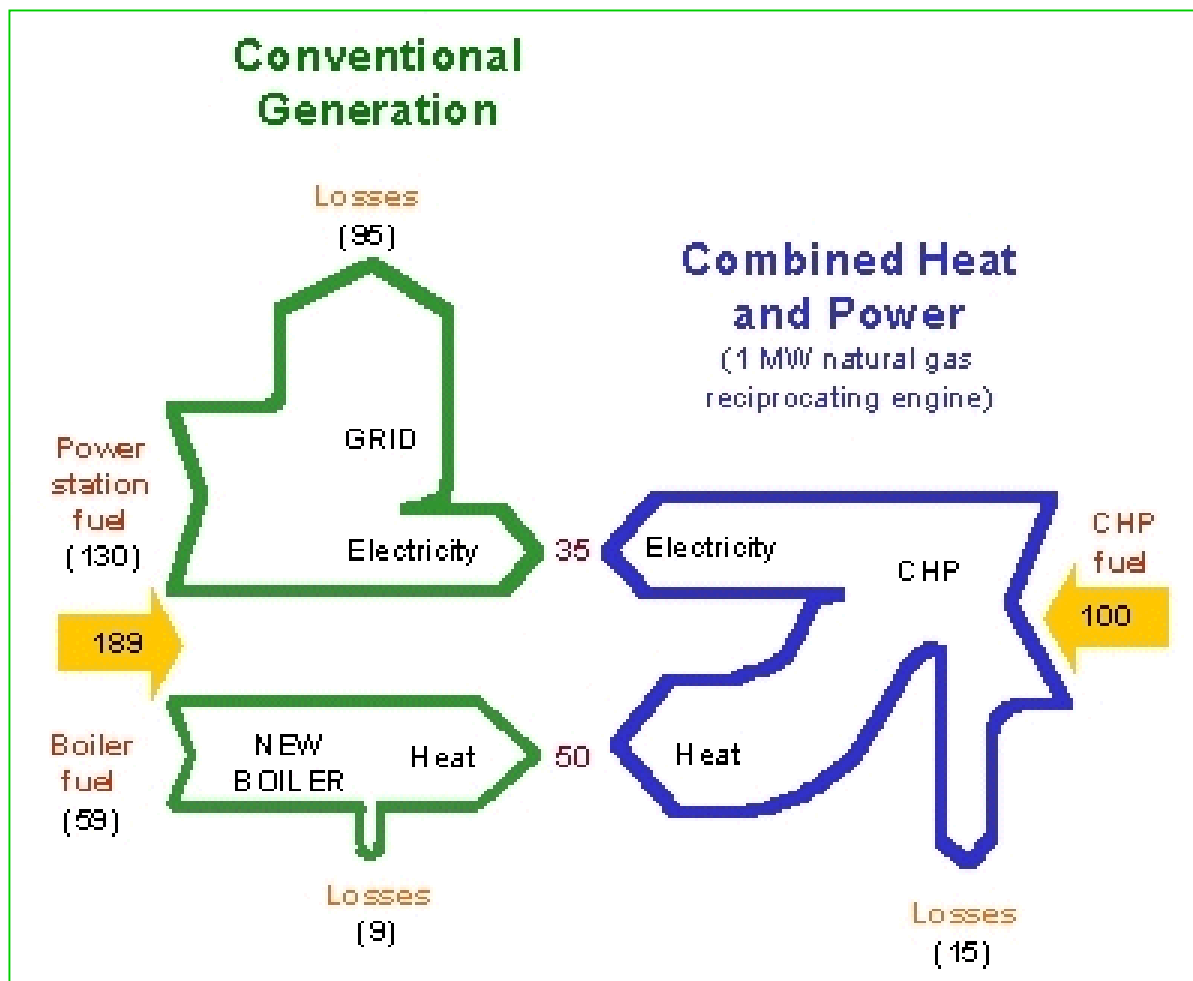 Conventional
Generation
Losses
(95)
Combined Heat
and Power
(1 MW natural gas
reciprocating engine)
GRID
Power
station
fuel
(130)
Electricity
35
Electricity
CHP
CHP
fuel
189
100
Boiler
fuel
(59)
NEW
BOILER
Heat
50
Heat
Losses
(9)
Losses
(15)